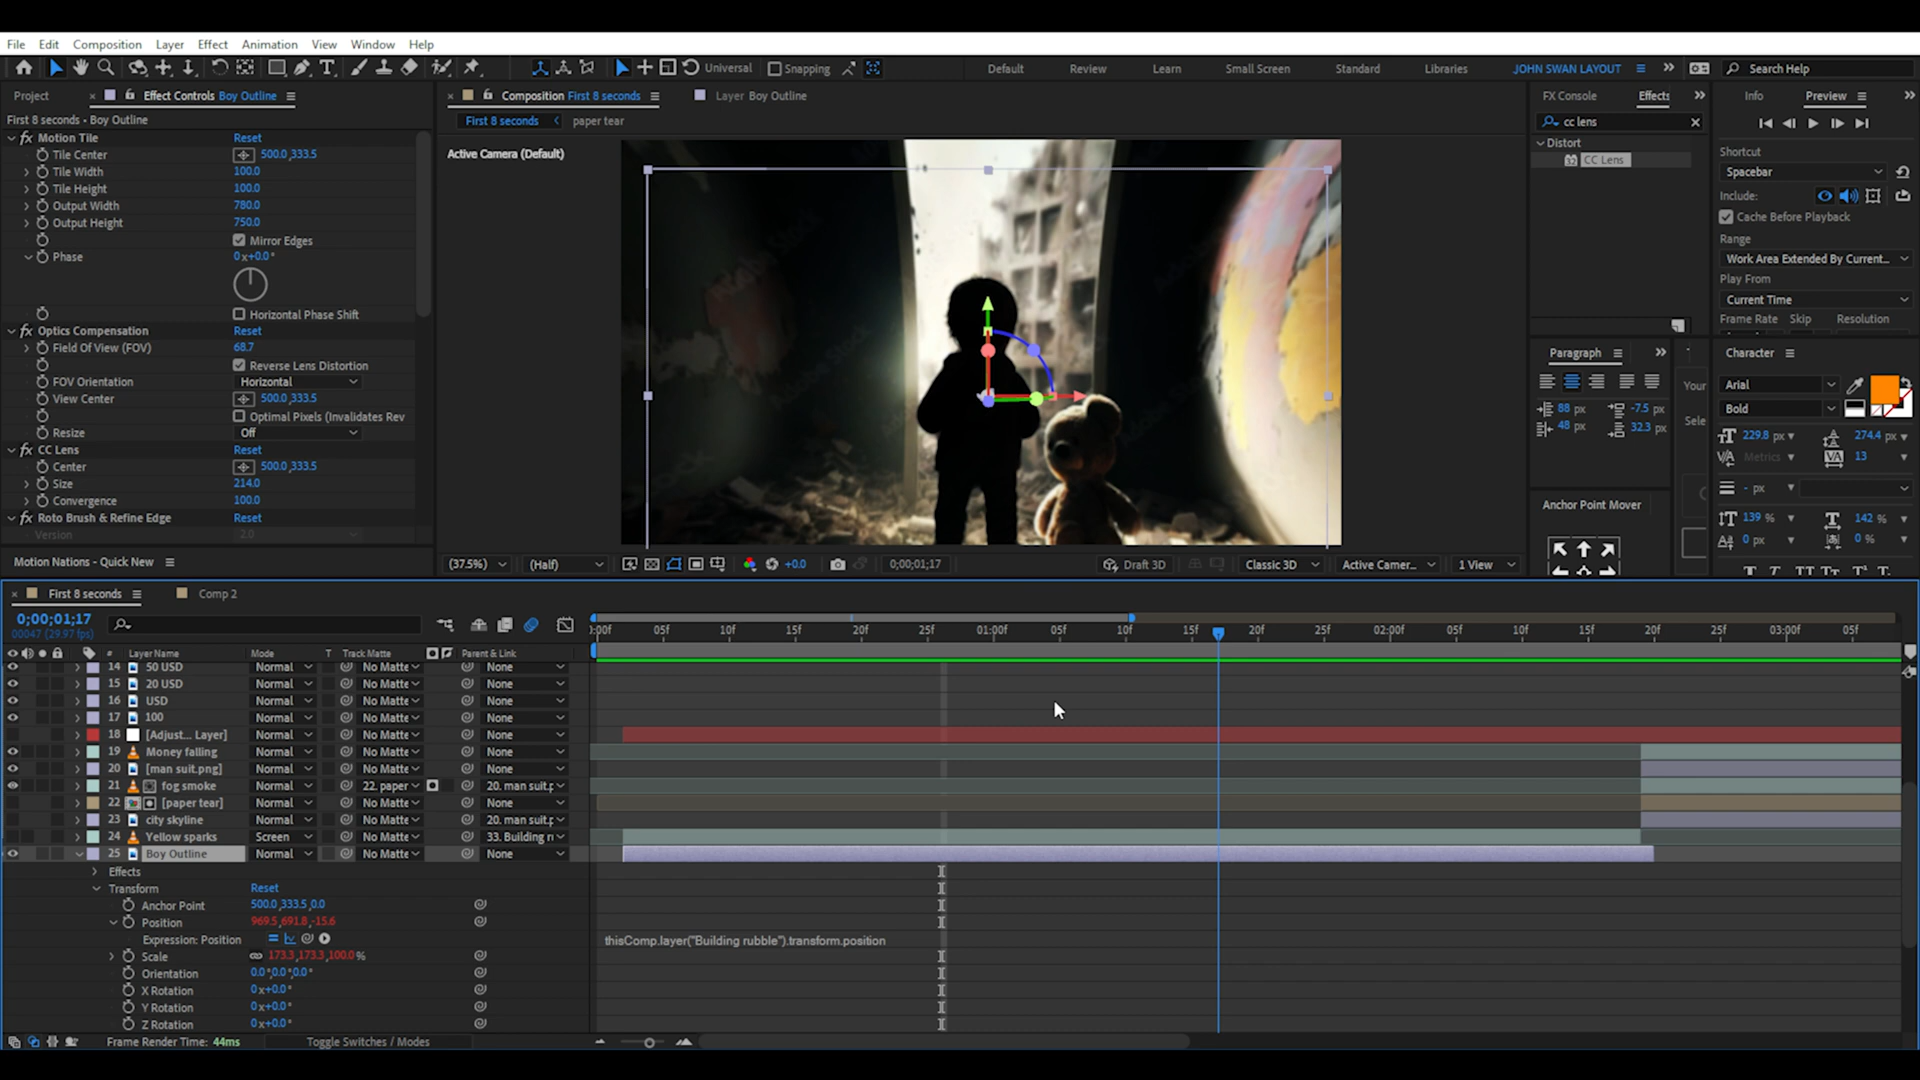 File Edit Composition Layer Effect Animation View Window Help
Universal Snapping Default Review Learn Small Screen Standard Libraries JOHN SWAN LAYOUT Search Help
Project Effect Controls Boy Outline
First 8 seconds • Boy Outline
fx Motion Tile Reset
Tile Center 500.0,333.5
Tile Width 100.0
Tile Height 100.0
Output Width 780.0
Output Height 750.0
Mirror Edges
Phase 0x+0.0°
Horizontal Phase Shift
fx Optics Compensation Reset
Field Of View (FOV) 68.7
Reverse Lens Distortion
FOV Orientation Horizontal
View Center 500.0,333.5
Optimal Pixels (Invalidates Rev
Resize Off
fx CC Lens Reset
Center 500.0,333.5
Size 214.0
Convergence 100.0
fx Roto Brush & Refine Edge Reset
Version 2.0
Motion Nations - Quick New
Composition First 8 seconds Layer Boy Outline
First 8 seconds paper tear
Active Camera (Default)
(37.5%) (Half) +0.0 0;00;01;17 Draft 3D Classic 3D Active Camer... 1 View
FX Console Effects
cc lens
Distort
CC Lens
Info Preview
Shortcut
Spacebar
Include:
Cache Before Playback
Range
Work Area Extended By Current...
Play From
Current Time
Frame Rate Skip Resolution
Paragraph
88 px -7.5 px
48 px 32.3 px
Your
Sele
Anchor Point Mover
Character
Arial
Bold
229.8 px 274.4 px
Metrics 13
- px
139 % 142 %
0 px 0 %
First 8 seconds Comp 2
0;00;01;17
00047 (29.97 fps)
:00f 05f 10f 15f 20f 25f 01:00f 05f 10f 15f 20f 25f 02:00f 05f 10f 15f 20f 25f 03:00f 05f
# Layer Name Mode T Track Matte Parent & Link
14 50 USD Normal No Matte None
15 20 USD Normal No Matte None
16 USD Normal No Matte None
17 100 Normal No Matte None
18 [Adjust... Layer] Normal No Matte None
19 Money falling Normal No Matte None
20 [man suit.png] Normal No Matte None
21 fog smoke Normal 22. paper 20. man suit.p
22 [paper tear] Normal No Matte None
23 city skyline Normal No Matte 20. man suit.p
24 Yellow sparks Screen No Matte 33. Building ru
25 Boy Outline Normal No Matte None
Effects
Transform Reset
Anchor Point 500.0,333.5,0.0
Position 969.5,691.8,-15.6
Expression: Position thisComp.layer("Building rubble").transform.position
Scale 173.3,173.3,100.0%
Orientation 0.0°,0.0°,0.0°
X Rotation 0x+0.0°
Y Rotation 0x+0.0°
Z Rotation 0x+0.0°
Frame Render Time: 44ms Toggle Switches / Modes